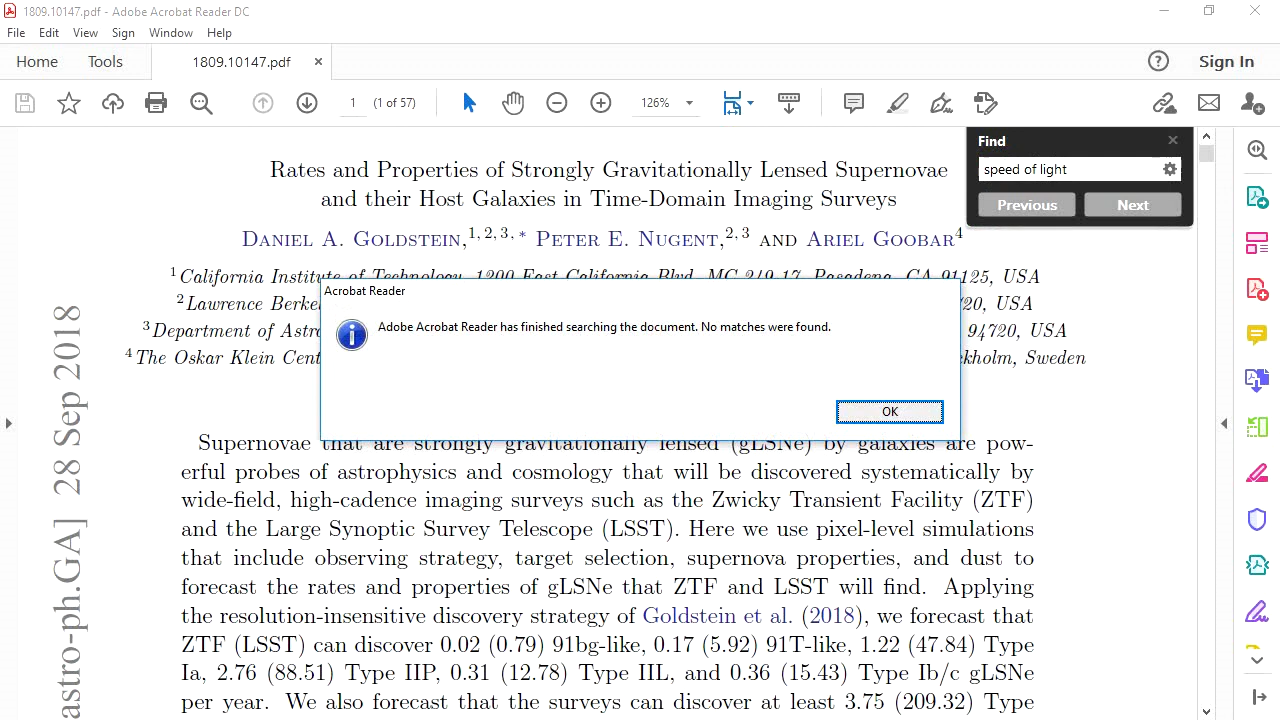 1809.10147.pdf - Adobe Acrobat Reader DC
File Edit View Sign Window Help
Home Tools 1809.10147.pdf × Sign In
1 (1 of 57) 126%
Find
speed of light
Previous Next
Rates and Properties of Strongly Gravitationally Lensed Supernovae
and their Host Galaxies in Time-Domain Imaging Surveys
Daniel A. Goldstein,1, 2, 3, * Peter E. Nugent,2, 3 and Ariel Goobar4
1California Institute of Technology, 1200 East California Blvd, MC 249-17, Pasadena, CA 91125, USA
2Lawrence Berke 720, USA
3Department of Astro 94720, USA
4The Oskar Klein Cent kholm, Sweden
Acrobat Reader
Adobe Acrobat Reader has finished searching the document. No matches were found.
OK
Supernovae that are strongly gravitationally lensed (gLSNe) by galaxies are pow-
erful probes of astrophysics and cosmology that will be discovered systematically by
wide-field, high-cadence imaging surveys such as the Zwicky Transient Facility (ZTF)
and the Large Synoptic Survey Telescope (LSST). Here we use pixel-level simulations
that include observing strategy, target selection, supernova properties, and dust to
forecast the rates and properties of gLSNe that ZTF and LSST will find. Applying
the resolution-insensitive discovery strategy of Goldstein et al. (2018), we forecast that
ZTF (LSST) can discover 0.02 (0.79) 91bg-like, 0.17 (5.92) 91T-like, 1.22 (47.84) Type
Ia, 2.76 (88.51) Type IIP, 0.31 (12.78) Type IIL, and 0.36 (15.43) Type Ib/c gLSNe
per year. We also forecast that the surveys can discover at least 3.75 (209.32) Type
astro-ph.GA] 28 Sep 2018